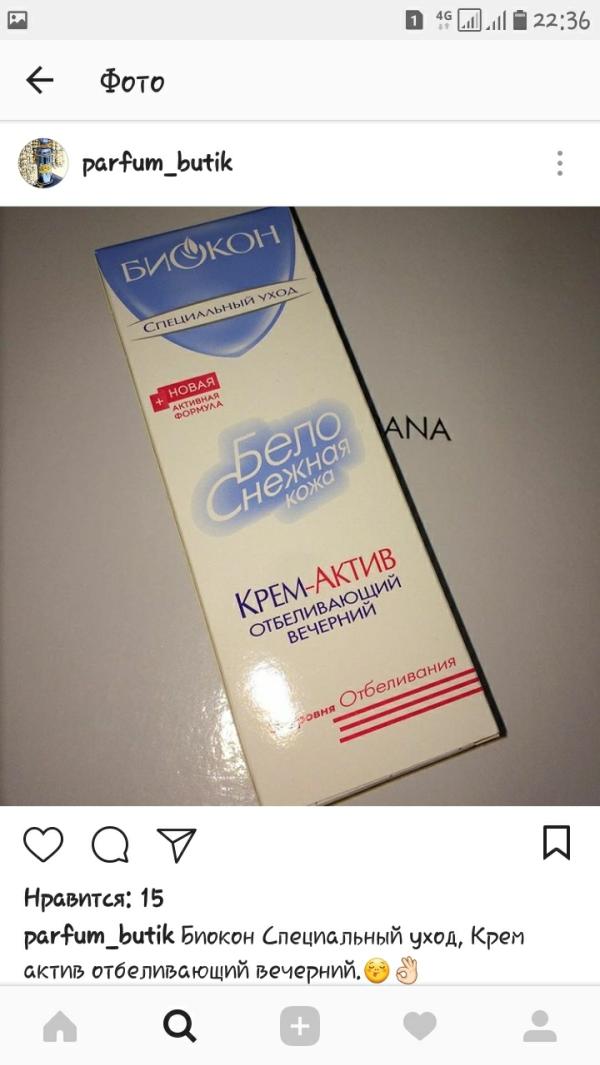 1 4G 22:36
Фото
parfum_butik
БИОКОН
СПЕЦИАЛЬНЫЙ УХОД
+ НОВАЯ
АКТИВНАЯ
ФОРМУЛА
Бело
Снежная
кожа
ANA
КРЕМ-АКТИВ
ОТБЕЛИВАЮЩИЙ
ВЕЧЕРНИЙ
Отбеливания
Нравится: 15
parfum_butik Биокон Специальный уход, Крем
актив отбеливающий вечерний.😋👌🏻